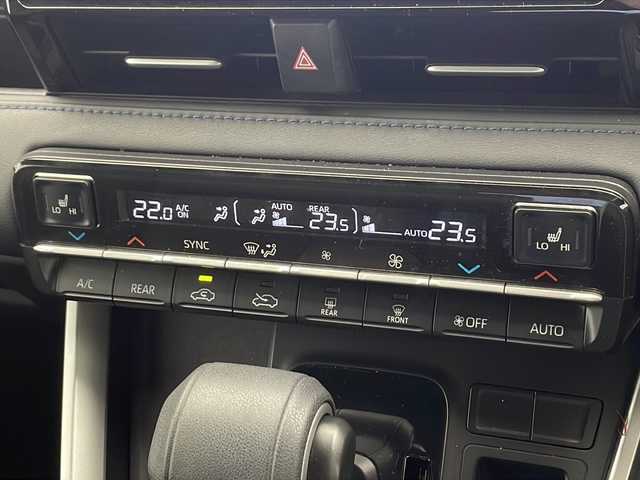 LO HI
22.0 A/C ON
AUTO REAR 23.5
AUTO 23.5
LO HI
SYNC
A/C
REAR
REAR
FRONT
OFF
AUTO